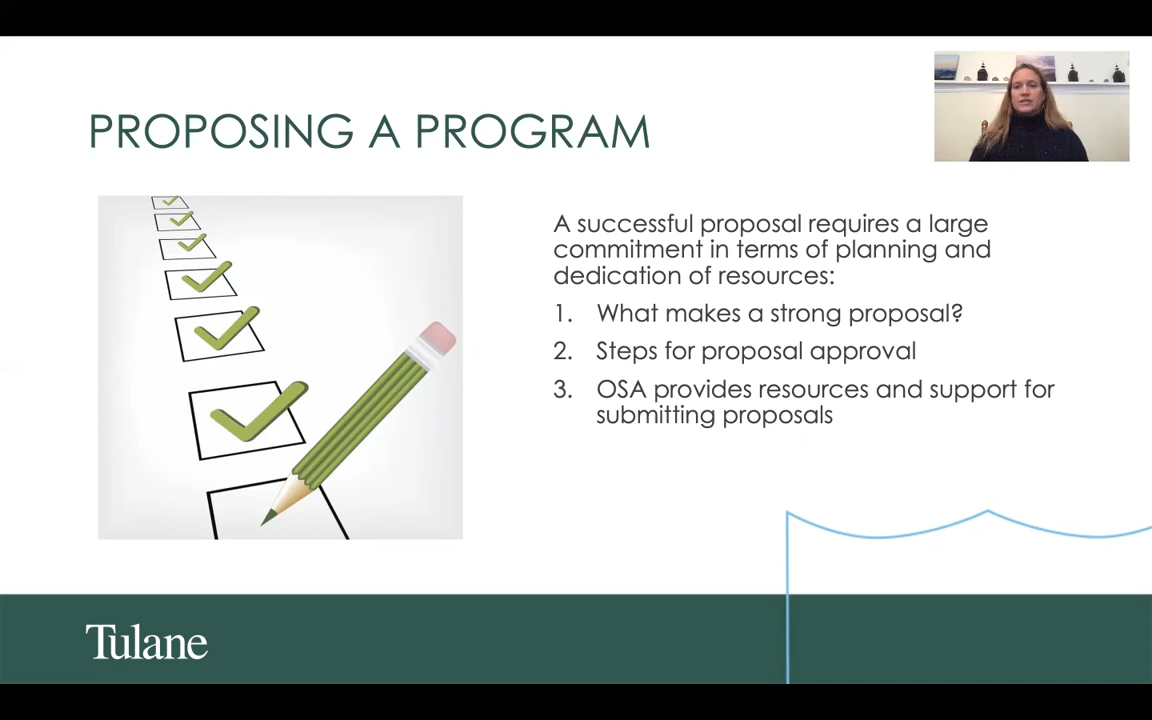 PROPOSING A PROGRAM
A successful proposal requires a large
commitment in terms of planning and
dedication of resources:
1. What makes a strong proposal?
2. Steps for proposal approval
3. OSA provides resources and support for
submitting proposals
Tulane